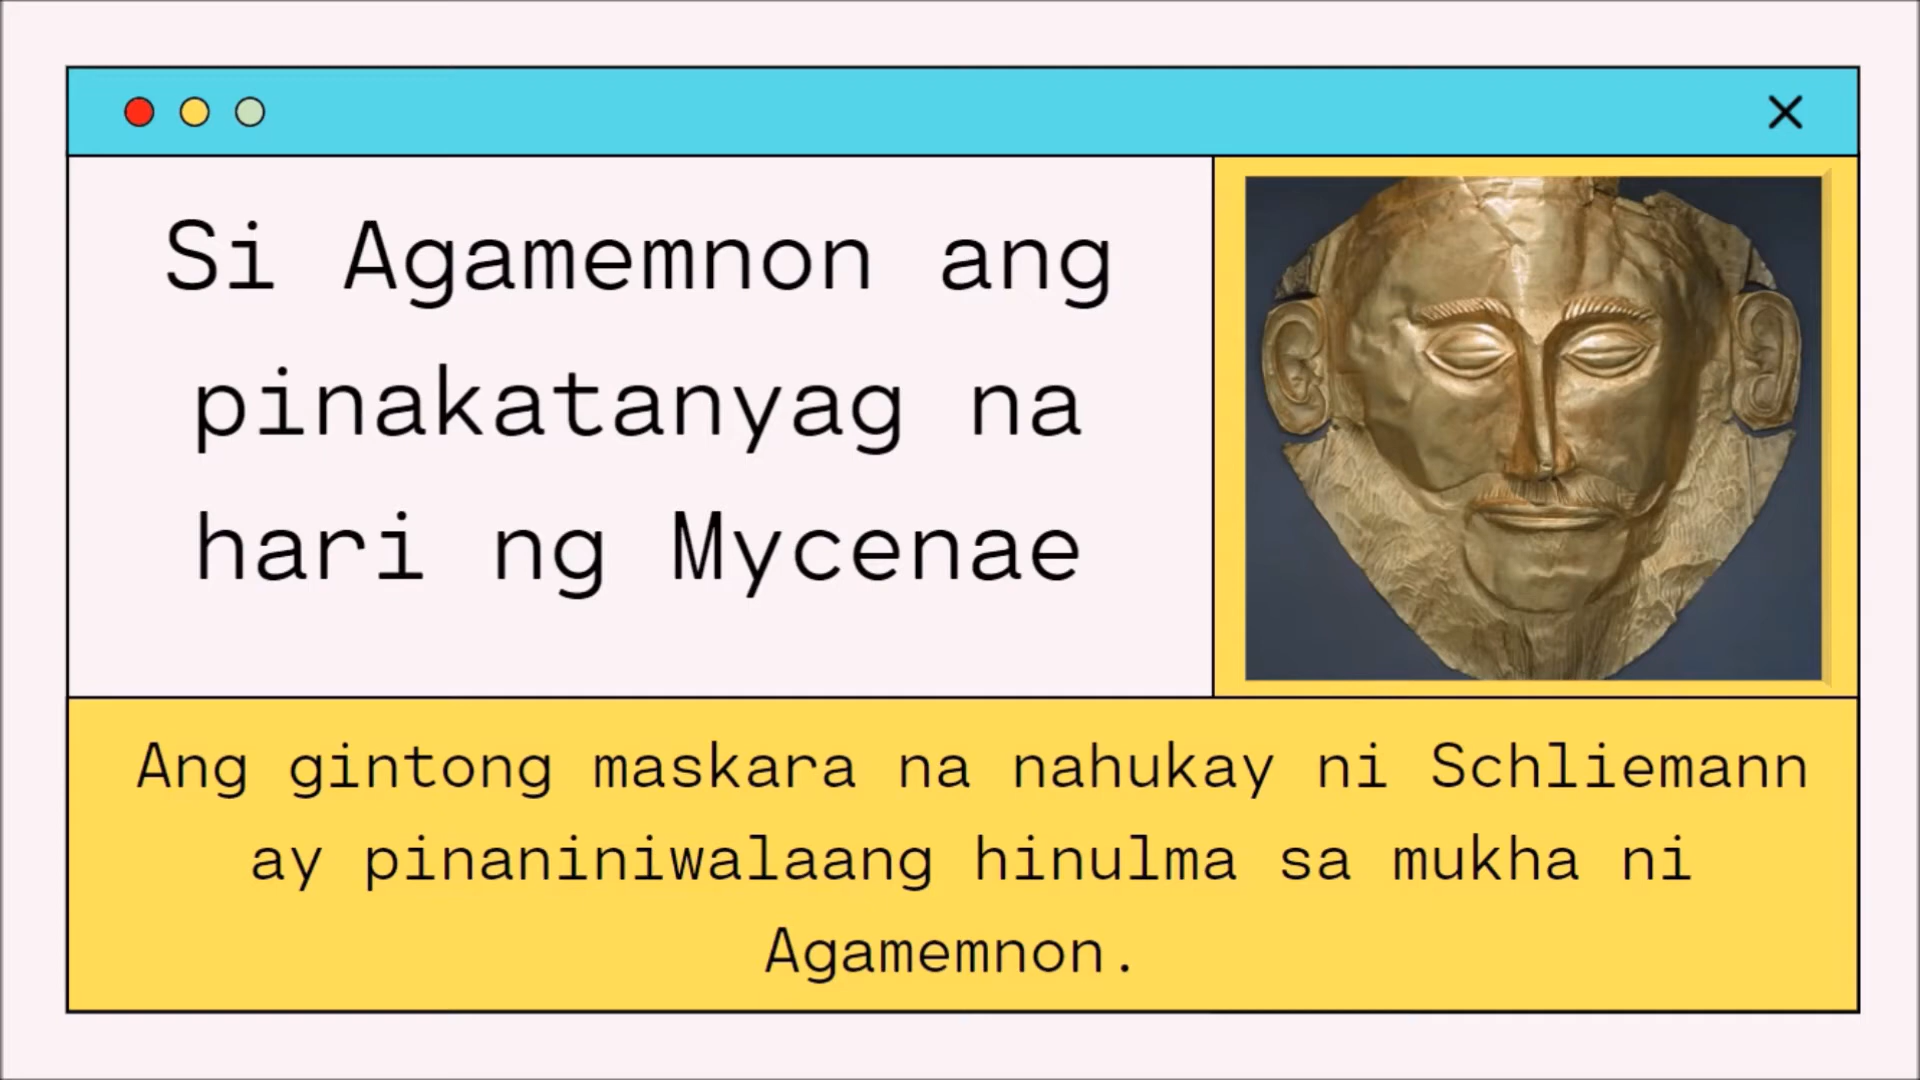 Si Agamemnon ang
pinakatanyag na
hari ng Mycenae
Ang gintong maskara na nahukay ni Schliemann
ay pinaniniwalaang hinulma sa mukha ni
Agamemnon.